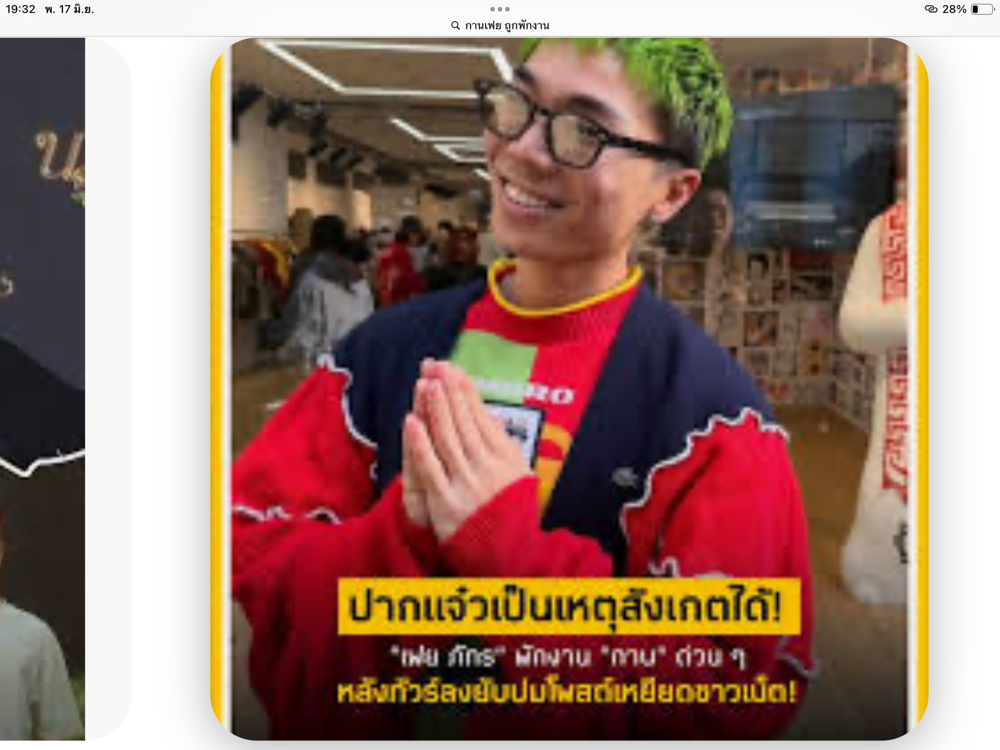 19:32 พ. 17 มิ.ย.
28%
กานเฟย ถูกพักงาน
RO
ปากแจ๋วเป็นเหตุสังเกตได้!
"เฟย ภัทร" พักงาน "กาน" ด่วน ๆ
หลังทัวร์ลงยับปมโพสต์เหยียดชาวเน็ต!